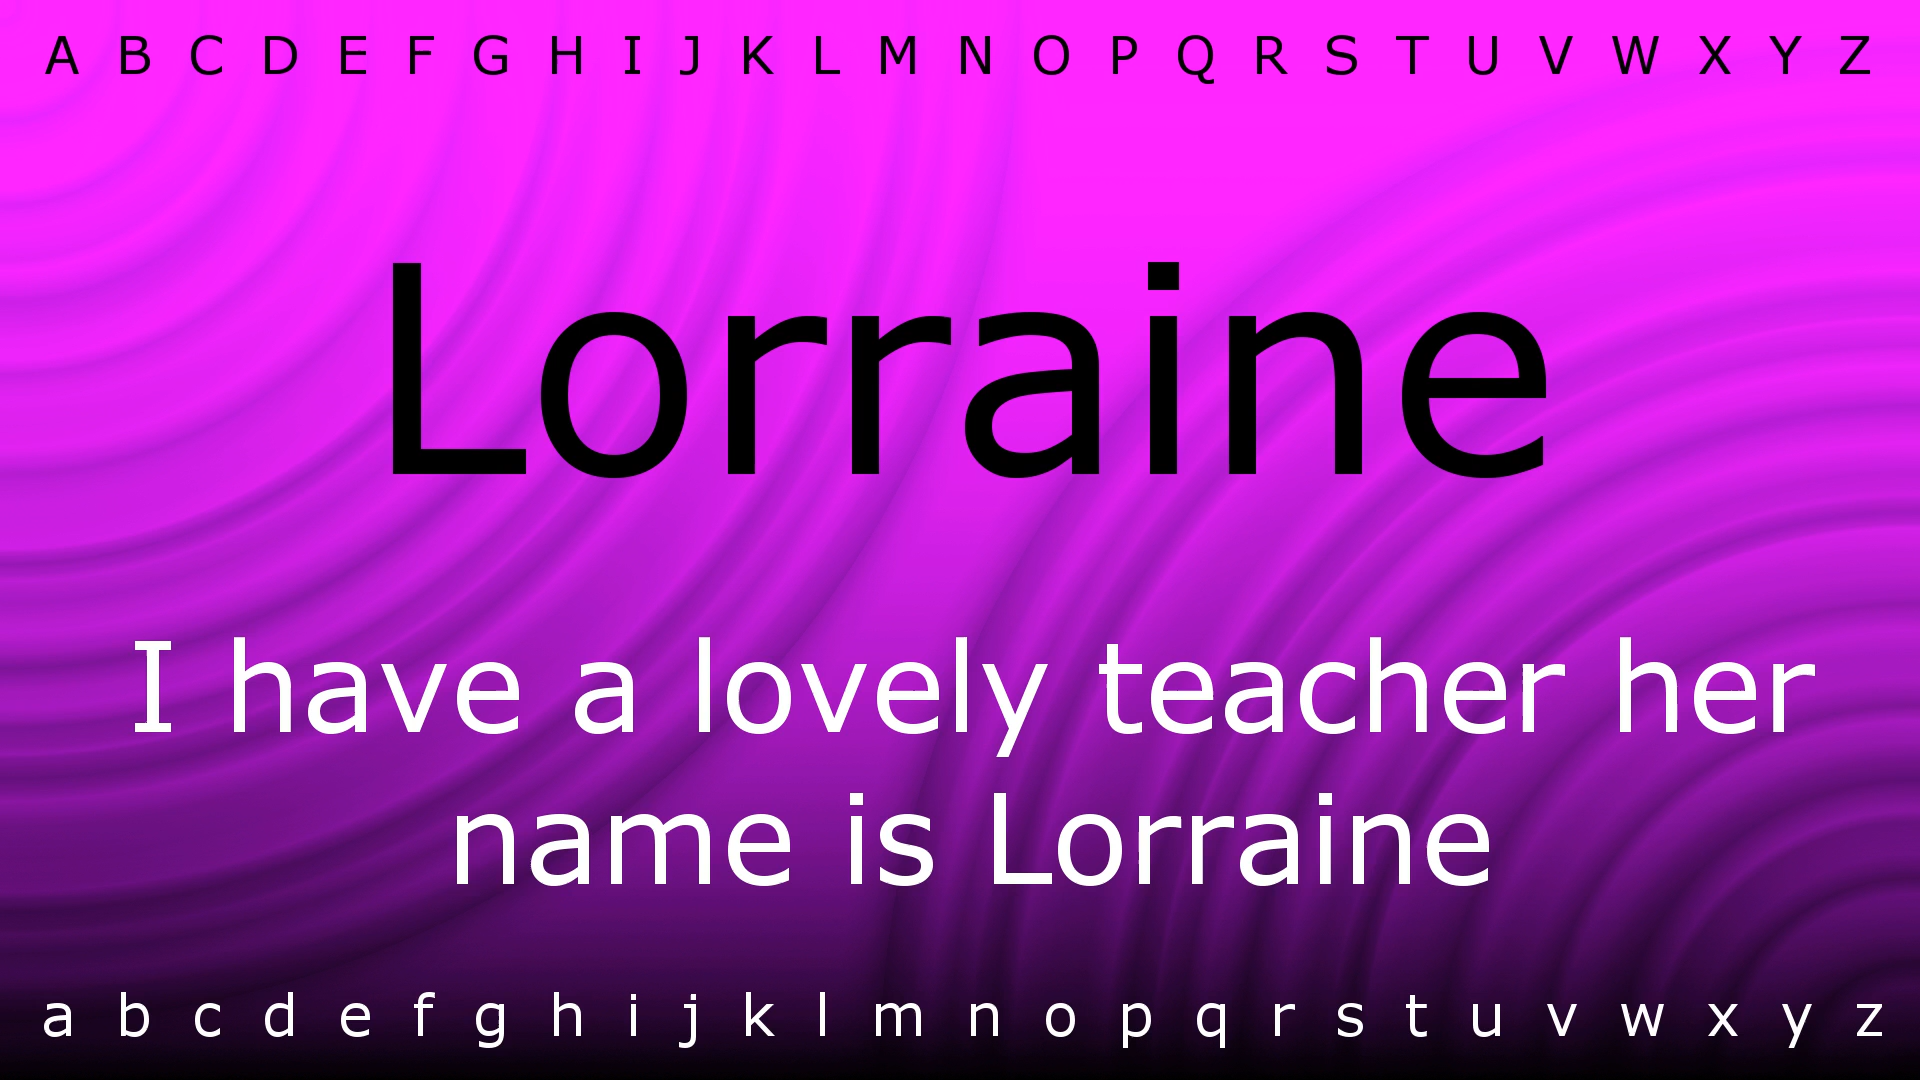 A B C D E F G H I J K L M N O P Q R S T U V W X Y Z
Lorraine
I have a lovely teacher her
name is Lorraine
a b c d e f g h i j k l m n o p q r s t u v w x y z